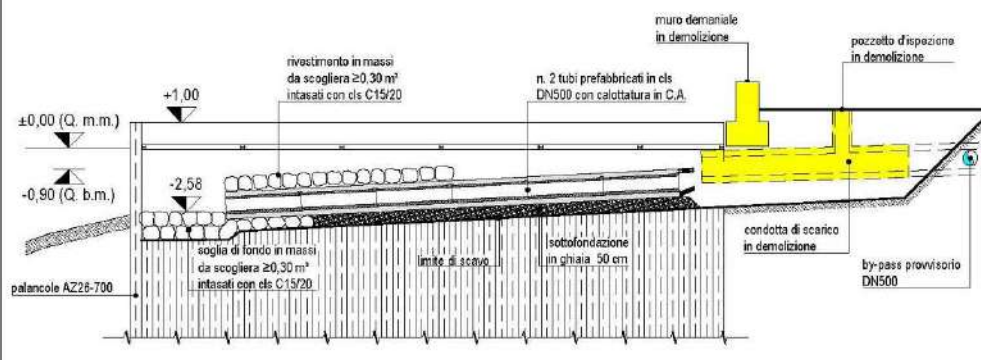 muro demaniale
in demolizione
pozzetto d'ispezione
in demolizione
rivestimento in massi
da scogliera ≥0,30 m³
intasati con cls C15/20
n. 2 tubi prefabbricati in cls
DN500 con calottatura in C.A.
+1,00
±0,00 (Q. m.m.)
-0,90 (Q. b.m.)
-2,58
soglia di fondo in massi
da scogliera ≥0,30 m³
intasati con cls C15/20
limite di scavo
sottofondazione
in ghiaia 50 cm
condotta di scarico
in demolizione
by-pass provvisorio
DN500
palancole AZ26-700